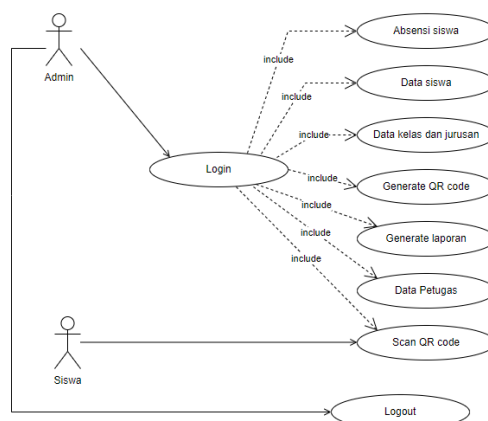 Absensi siswa
include
Admin
include
Data siswa
include
Data kelas dan jurusan
Login
include
Generate QR code
include
Generate laporan
include
include
Data Petugas
Scan QR code
Siswa
Logout